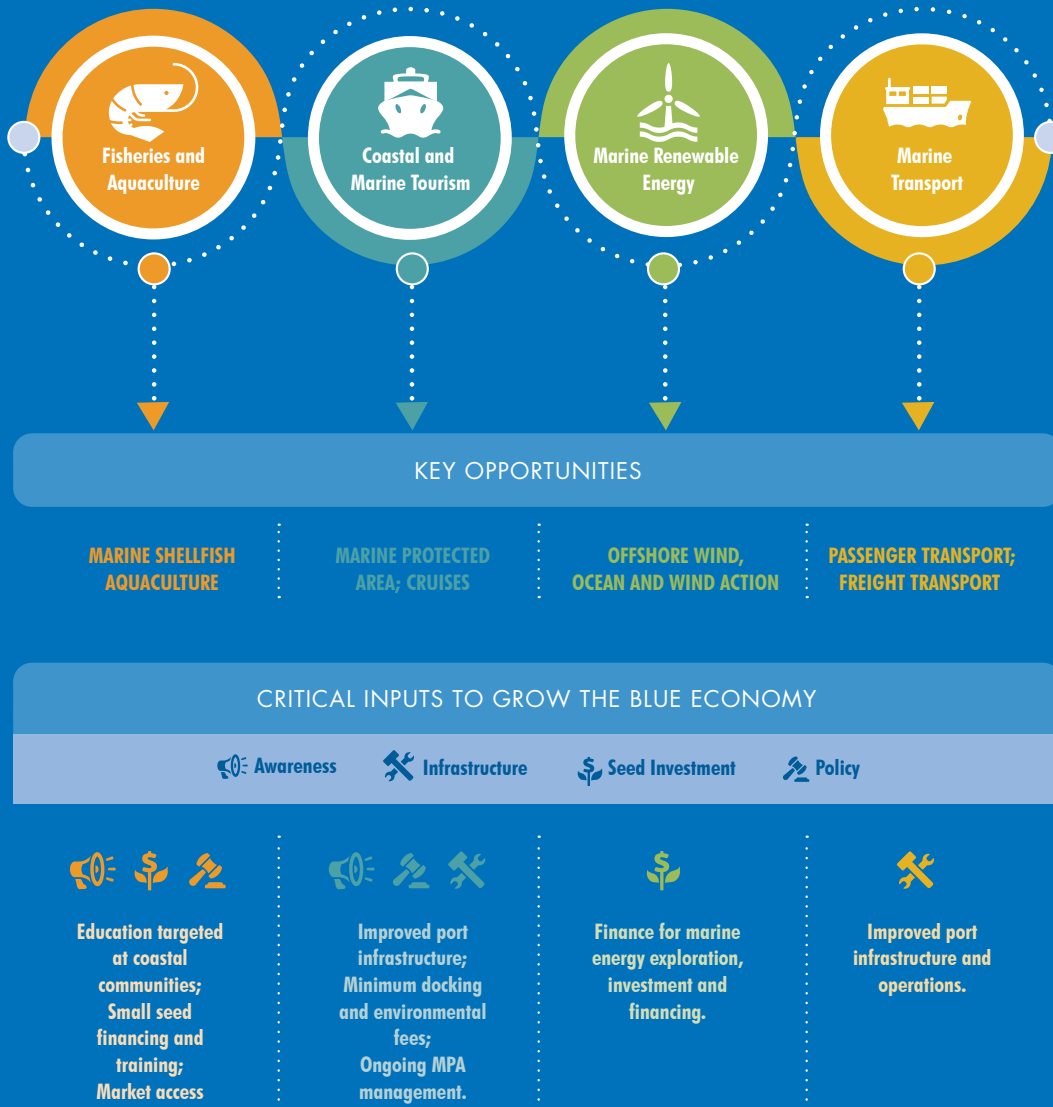 Fisheries and
Aquaculture
Coastal and
Marine Tourism
Marine Renewable
Energy
Marine
Transport
KEY OPPORTUNITIES
MARINE SHELLFISH
AQUACULTURE
MARINE PROTECTED
AREA; CRUISES
OFFSHORE WIND,
OCEAN AND WIND ACTION
PASSENGER TRANSPORT;
FREIGHT TRANSPORT
CRITICAL INPUTS TO GROW THE BLUE ECONOMY
Awareness
Infrastructure
Seed Investment
Policy
Education targeted
at coastal
communities;
Small seed
financing and
training;
Market access
Improved port
infrastructure;
Minimum docking
and environmental
fees;
Ongoing MPA
management.
Finance for marine
energy exploration,
investment and
financing.
Improved port
infrastructure and
operations.